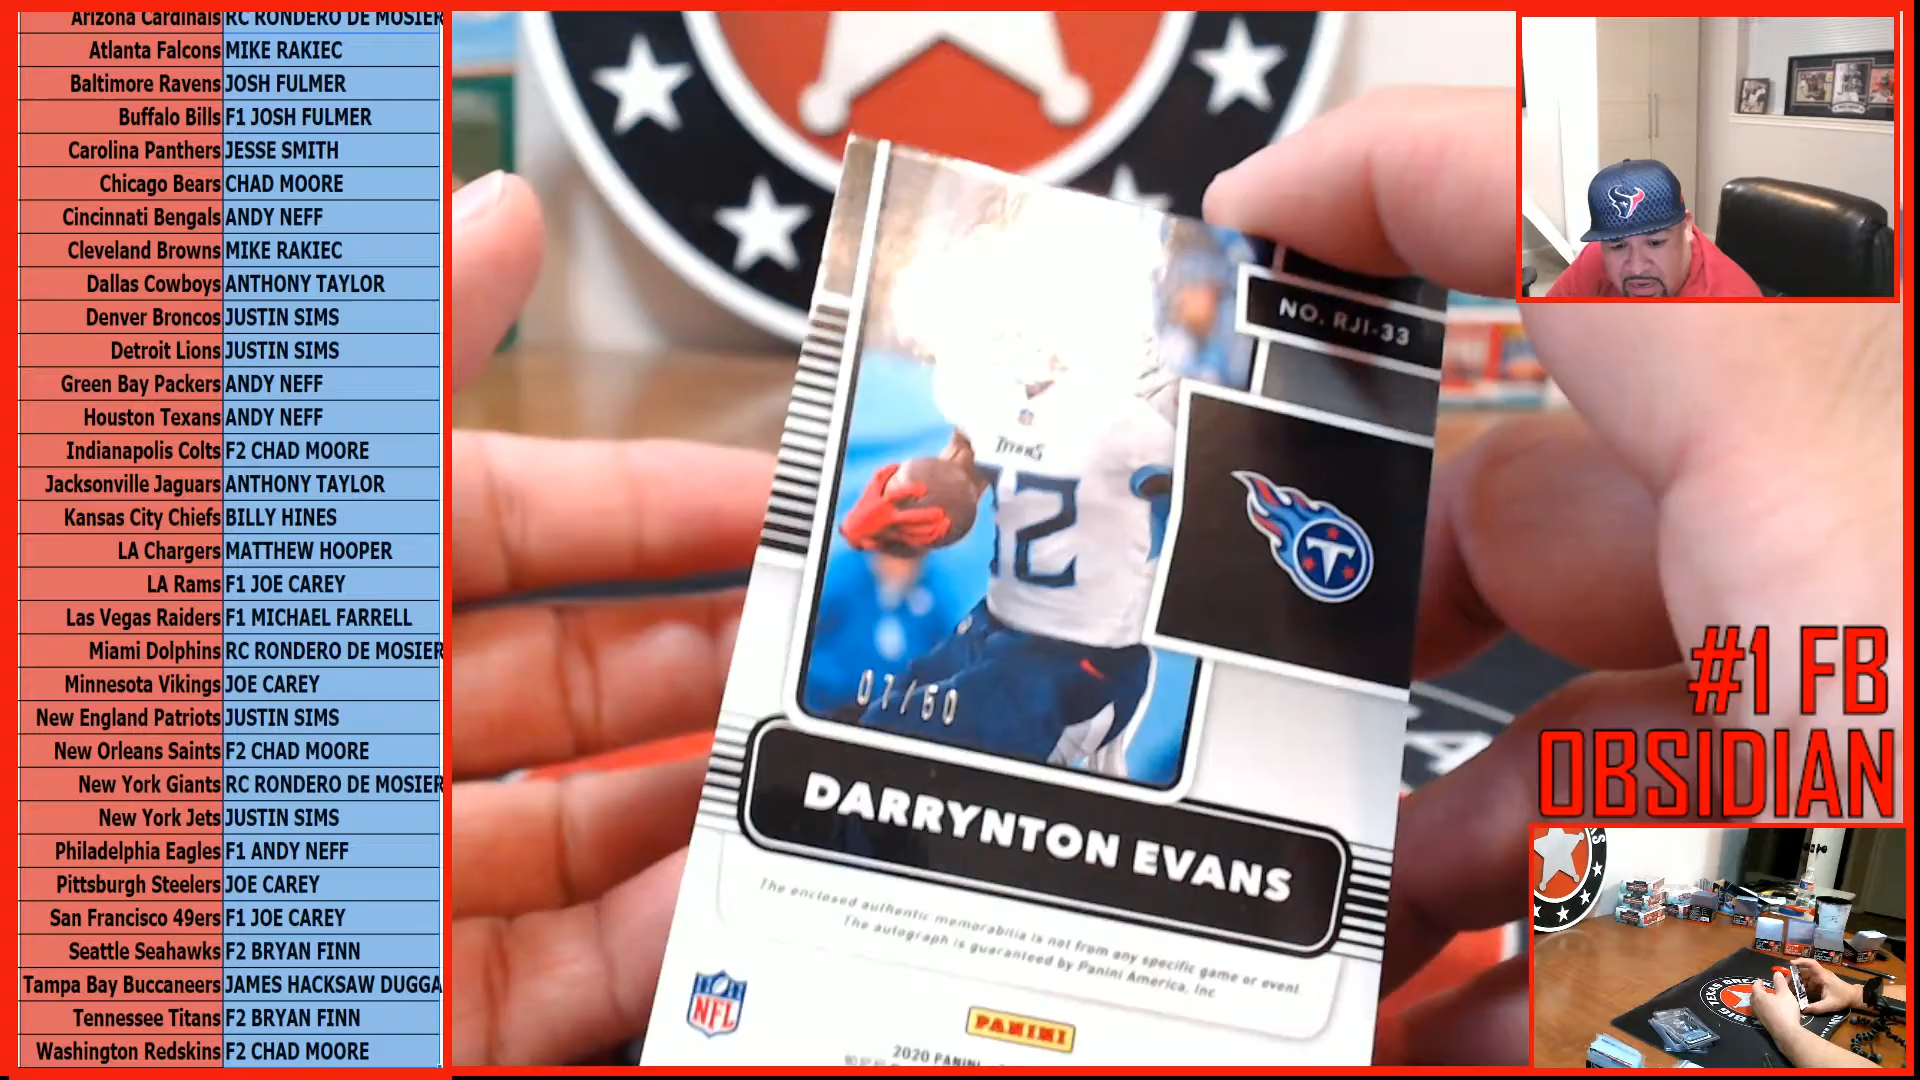 Arizona Cardinals RC RONDERO DE MOSIER
Atlanta Falcons MIKE RAKIEC
Baltimore Ravens JOSH FULMER
Buffalo Bills F1 JOSH FULMER
Carolina Panthers JESSE SMITH
Chicago Bears CHAD MOORE
Cincinnati Bengals ANDY NEFF
Cleveland Browns MIKE RAKIEC
Dallas Cowboys ANTHONY TAYLOR
Denver Broncos JUSTIN SIMS
Detroit Lions JUSTIN SIMS
Green Bay Packers ANDY NEFF
Houston Texans ANDY NEFF
Indianapolis Colts F2 CHAD MOORE
Jacksonville Jaguars ANTHONY TAYLOR
Kansas City Chiefs BILLY HINES
LA Chargers MATTHEW HOOPER
LA Rams F1 JOE CAREY
Las Vegas Raiders F1 MICHAEL FARRELL
Miami Dolphins RC RONDERO DE MOSIER
Minnesota Vikings JOE CAREY
New England Patriots JUSTIN SIMS
New Orleans Saints F2 CHAD MOORE
New York Giants RC RONDERO DE MOSIER
New York Jets JUSTIN SIMS
Philadelphia Eagles F1 ANDY NEFF
Pittsburgh Steelers JOE CAREY
San Francisco 49ers F1 JOE CAREY
Seattle Seahawks F2 BRYAN FINN
Tampa Bay Buccaneers JAMES HACKSAW DUGGA
Tennessee Titans F2 BRYAN FINN
Washington Redskins F2 CHAD MOORE
NO. RJI-33
TITANS
T
07/50
DARRYNTON EVANS
The enclosed authentic memorabilia is not from any specific game or event
The autograph is guaranteed by Panini America, Inc
NFL
PANINI
2020 PANINI
#1 FB
OBSIDIAN